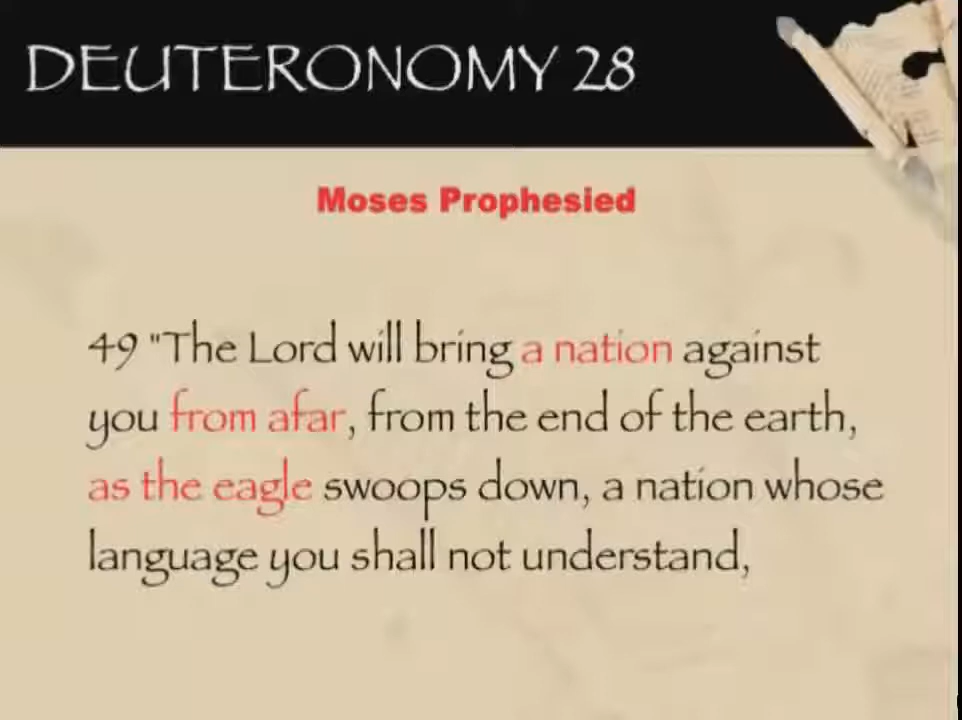 DEUTERONOMY 28
Moses Prophesied
49 "The Lord will bring a nation against
you from afar, from the end of the earth,
as the eagle swoops down, a nation whose
language you shall not understand,